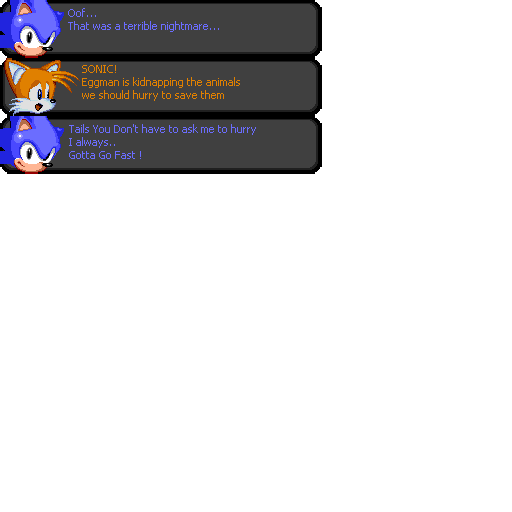 Oof...
That was a terrible nightmare...
SONIC!
Eggman is kidnapping the animals
we should hurry to save them
Tails You Don't have to ask me to hurry
I always..
Gotta Go Fast !